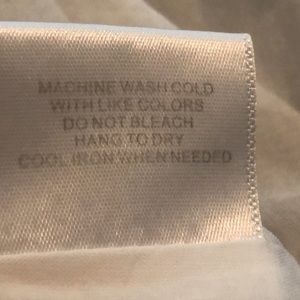 MACHINE WASH COLD
WITH LIKE COLORS
DO NOT BLEACH
HANG TO DRY
COOL IRON WHEN NEEDED